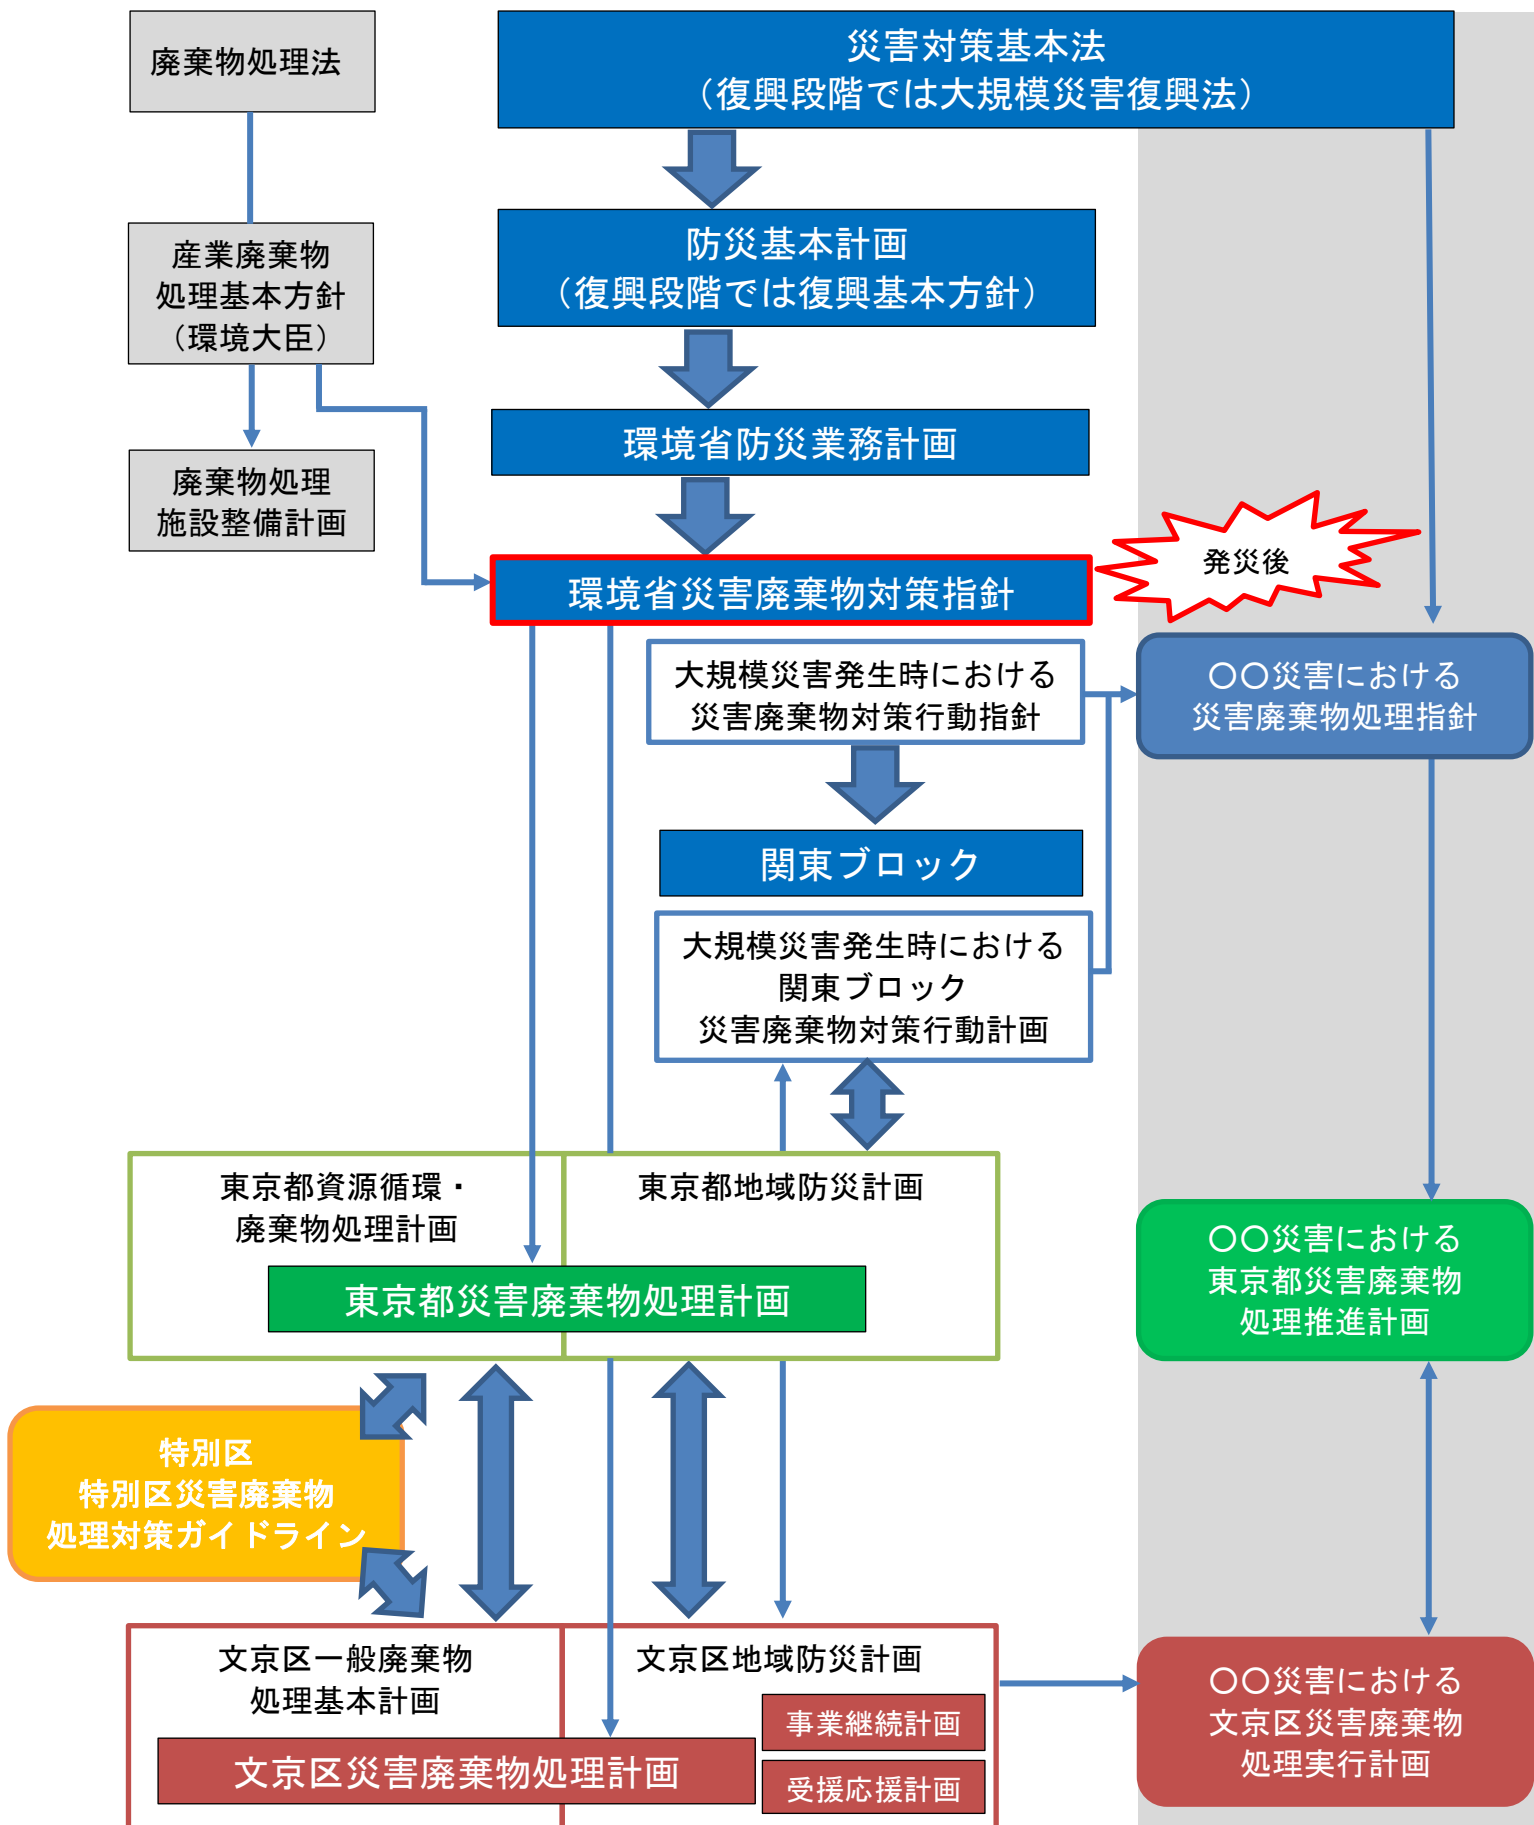 廃棄物処理法
災害対策基本法
（復興段階では大規模災害復興法）
産業廃棄物
処理基本方針
（環境大臣）
防災基本計画
（復興段階では復興基本方針）
環境省防災業務計画
廃棄物処理
施設整備計画
環境省災害廃棄物対策指針
発災後
大規模災害発生時における
災害廃棄物対策行動指針
〇〇災害における
災害廃棄物処理指針
関東ブロック
大規模災害発生時における
関東ブロック
災害廃棄物対策行動計画
東京都資源循環・
廃棄物処理計画
東京都地域防災計画
東京都災害廃棄物処理計画
〇〇災害における
東京都災害廃棄物
処理推進計画
特別区
特別区災害廃棄物
処理対策ガイドライン
文京区一般廃棄物
処理基本計画
文京区地域防災計画
事業継続計画
文京区災害廃棄物処理計画
受援応援計画
〇〇災害における
文京区災害廃棄物
処理実行計画